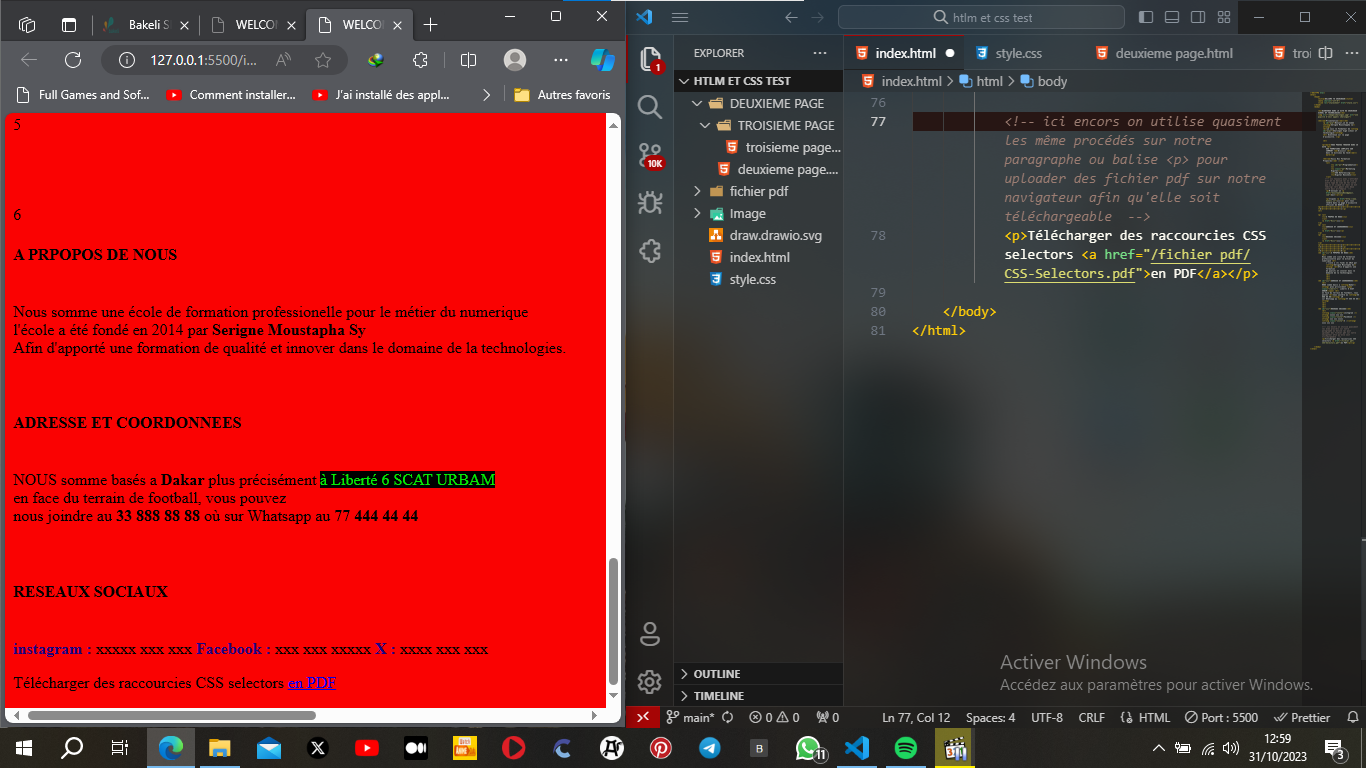 Bakeli S
WELCO
WELCO
127.0.0.1:5500/i...
Full Games and Sof...
Comment installer...
J'ai installé des appl...
Autres favoris
5
6
A PRPOPOS DE NOUS
Nous somme une école de formation professionelle pour le métier du numerique
l'école a été fondé en 2014 par Serigne Moustapha Sy
Afin d'apporté une formation de qualité et innover dans le domaine de la technologies.
ADRESSE ET COORDONNEES
NOUS somme basés a Dakar plus précisément à Liberté 6 SCAT URBAM
en face du terrain de football, vous pouvez
nous joindre au 33 888 88 88 où sur Whatsapp au 77 444 44 44
RESEAUX SOCIAUX
instagram : xxxxx xxx xxx Facebook : xxx xxx xxxxx X : xxxx xxx xxx
Télécharger des raccourcies CSS selectors en PDF
htlm et css test
1
10K
EXPLORER
HTLM ET CSS TEST
DEUXIEME PAGE
TROISIEME PAGE
troisieme page...
deuxieme page....
fichier pdf
Image
draw.drawio.svg
index.html
style.css
OUTLINE
TIMELINE
index.html
style.css
deuxieme page.html
troi
index.html > html > body
76
77 <!-- ici encors on utilise quasiment
les même procédés sur notre
paragraphe ou balise <p> pour
uploader des fichier pdf sur notre
navigateur afin qu'elle soit
téléchargeable -->
78 <p>Télécharger des raccourcies CSS
selectors <a href="/fichier pdf/
CSS-Selectors.pdf">en PDF</a></p>
79
80 </body>
81 </html>
Activer Windows
Accédez aux paramètres pour activer Windows.
main* 0 0 0 Ln 77, Col 12 Spaces: 4 UTF-8 CRLF HTML Port : 5500 Prettier
11
12:59
31/10/2023
3